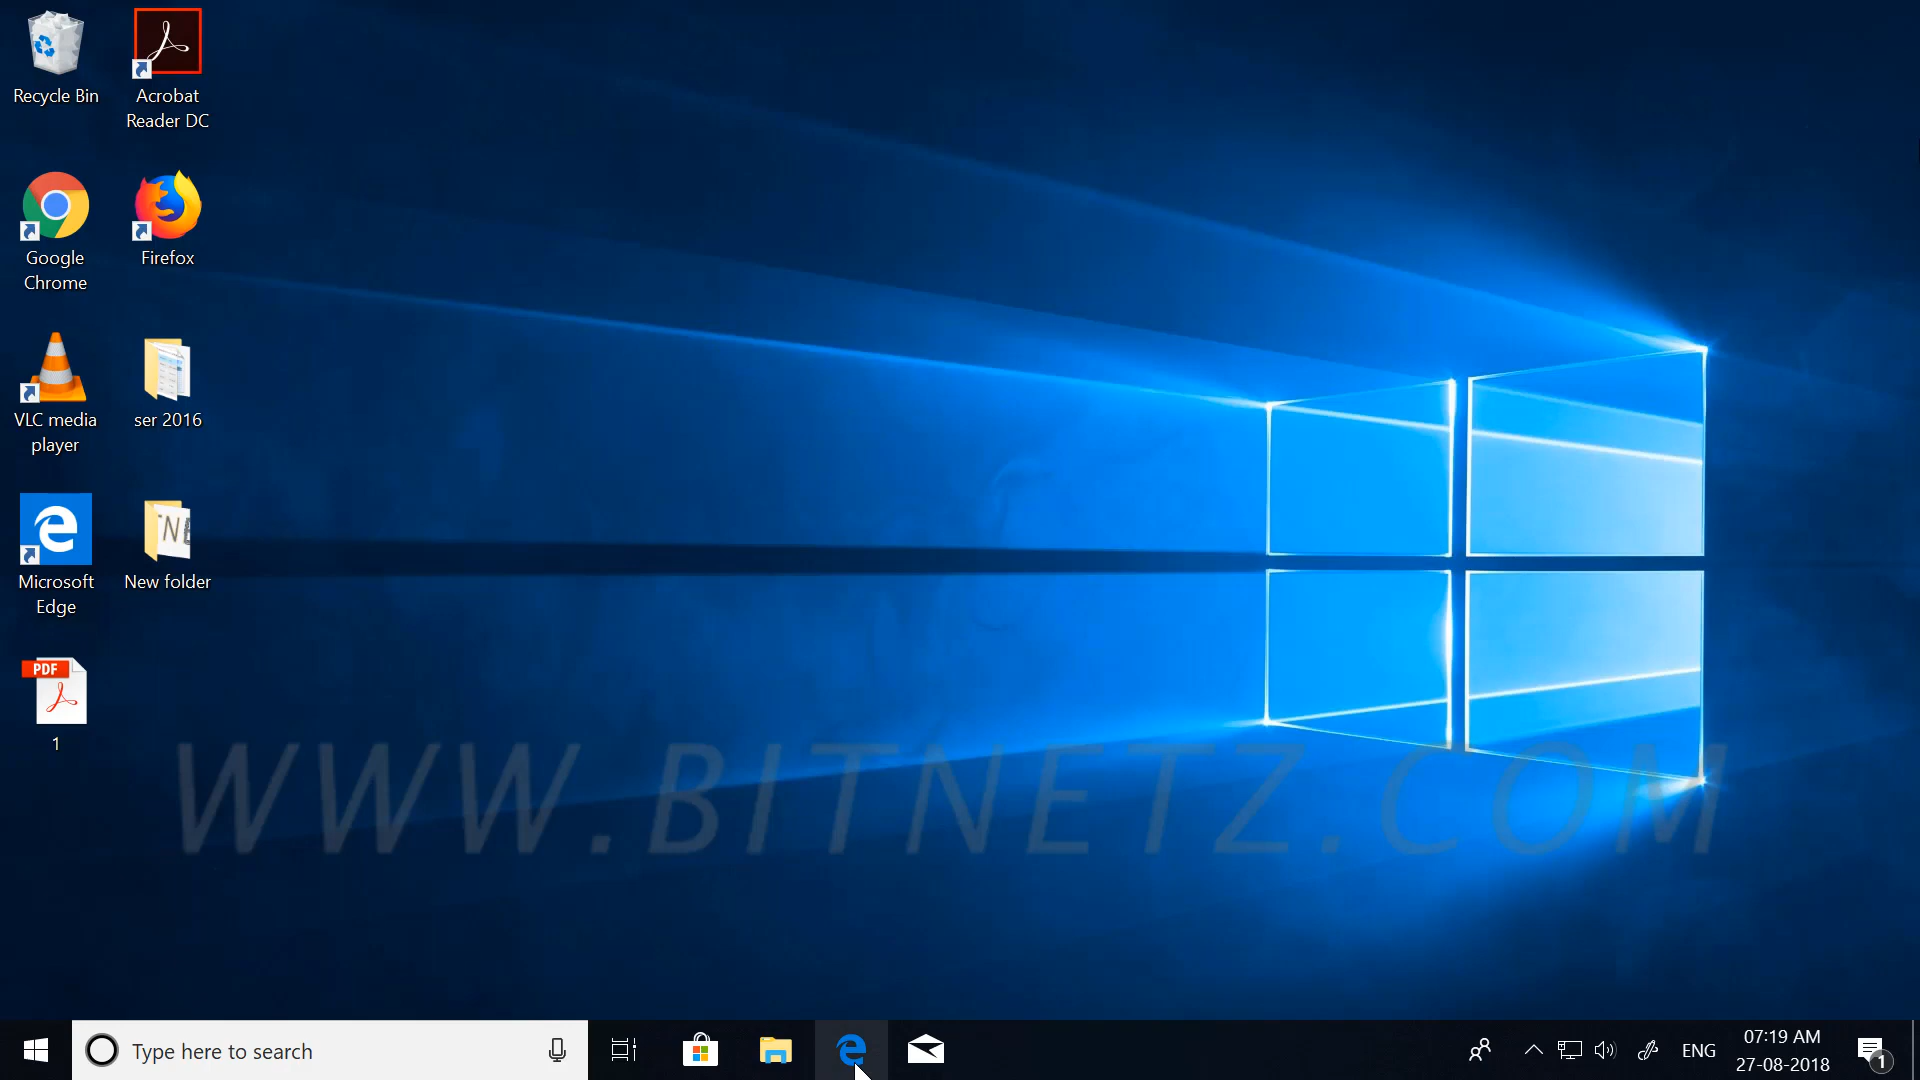 Recycle Bin
Acrobat
Reader DC
Google
Chrome
Firefox
VLC media
player
ser 2016
Microsoft
Edge
New folder
PDF
1
WWW.BITNETZ.COM
Type here to search
ENG
07:19 AM
27-08-2018
1